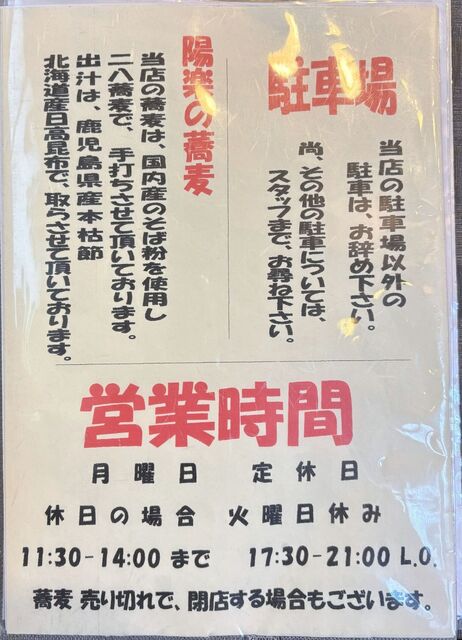 駐車場
当店の駐車場以外の
駐車は、お辞め下さい。
尚、その他の駐車については、
スタッフまで、お尋ね下さい。
陽楽の蕎麦
当店の蕎麦は、国内産のそば粉を使用し
二八蕎麦で、手打ちさせて頂いております。
出汁は、鹿児島県産本枯節
北海道産日高昆布で、取らさせて頂いております。
営業時間
月曜日 定休日
休日の場合 火曜日休み
11:30-14:00 まで 17:30-21:00 L.O.
蕎麦 売り切れで、閉店する場合もございます。